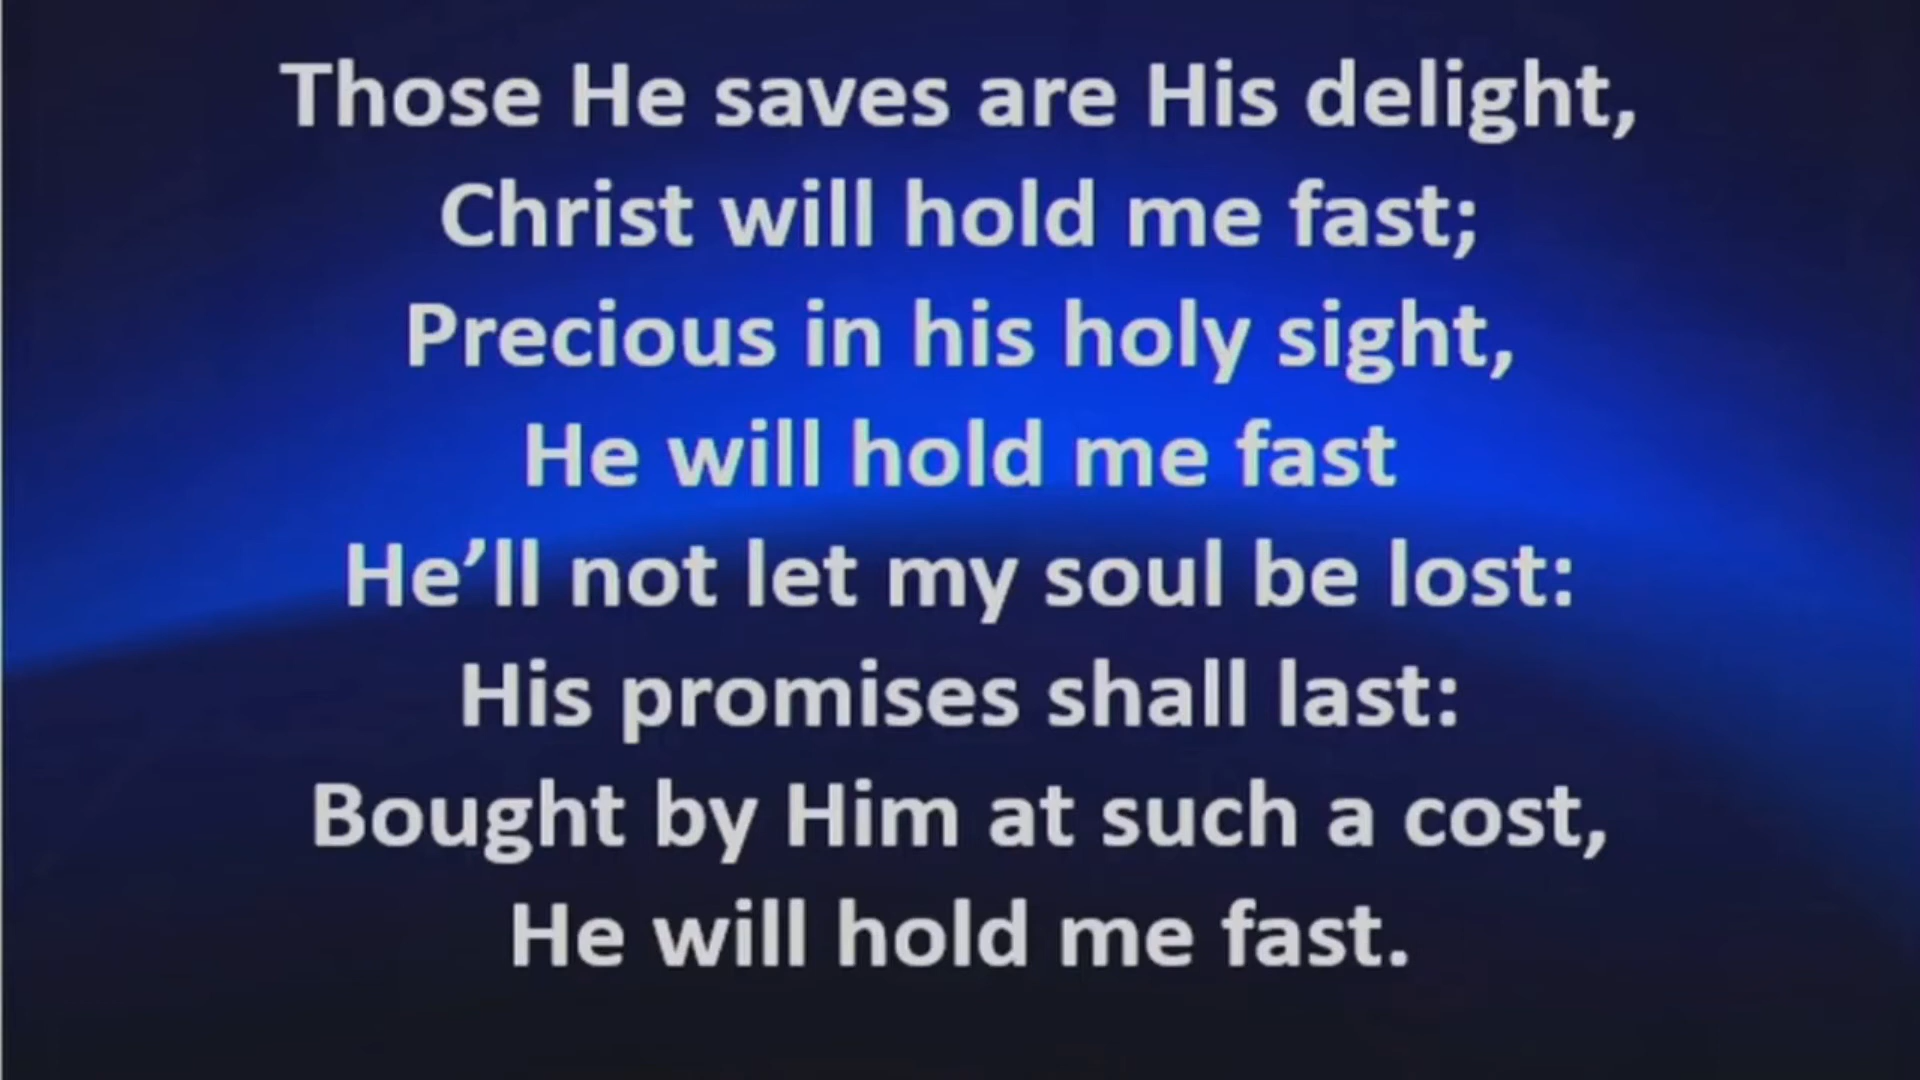 Those He saves are His delight,
Christ will hold me fast;
Precious in his holy sight,
He will hold me fast
He’ll not let my soul be lost:
His promises shall last:
Bought by Him at such a cost,
He will hold me fast.